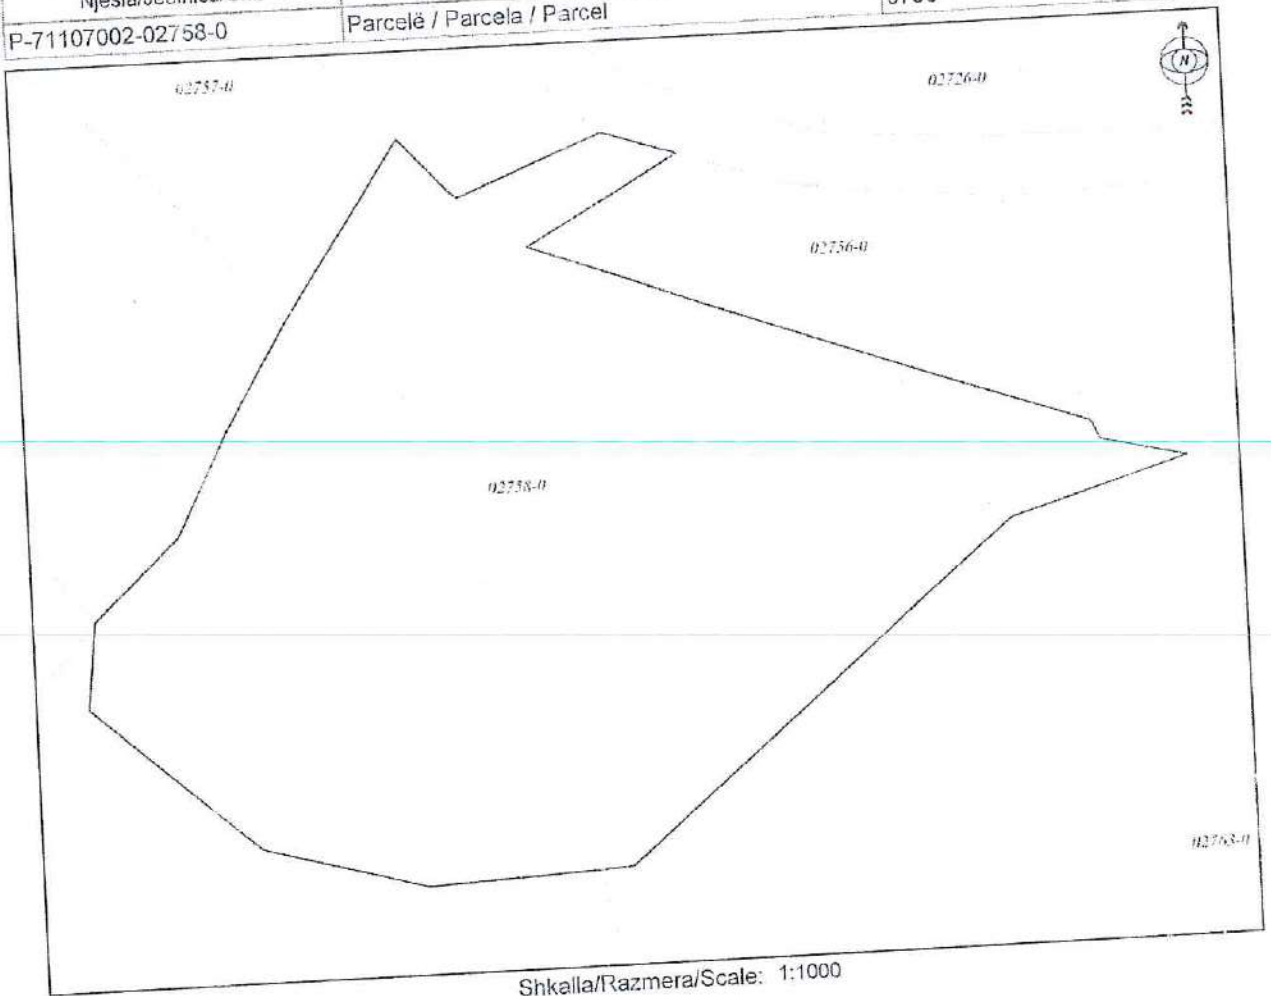 P-71107002-02758-0 Parcelë / Parcela / Parcel
02757-0 02726-0
N
02756-0
02758-0
02763-0
Shkalla/Razmera/Scale: 1:1000